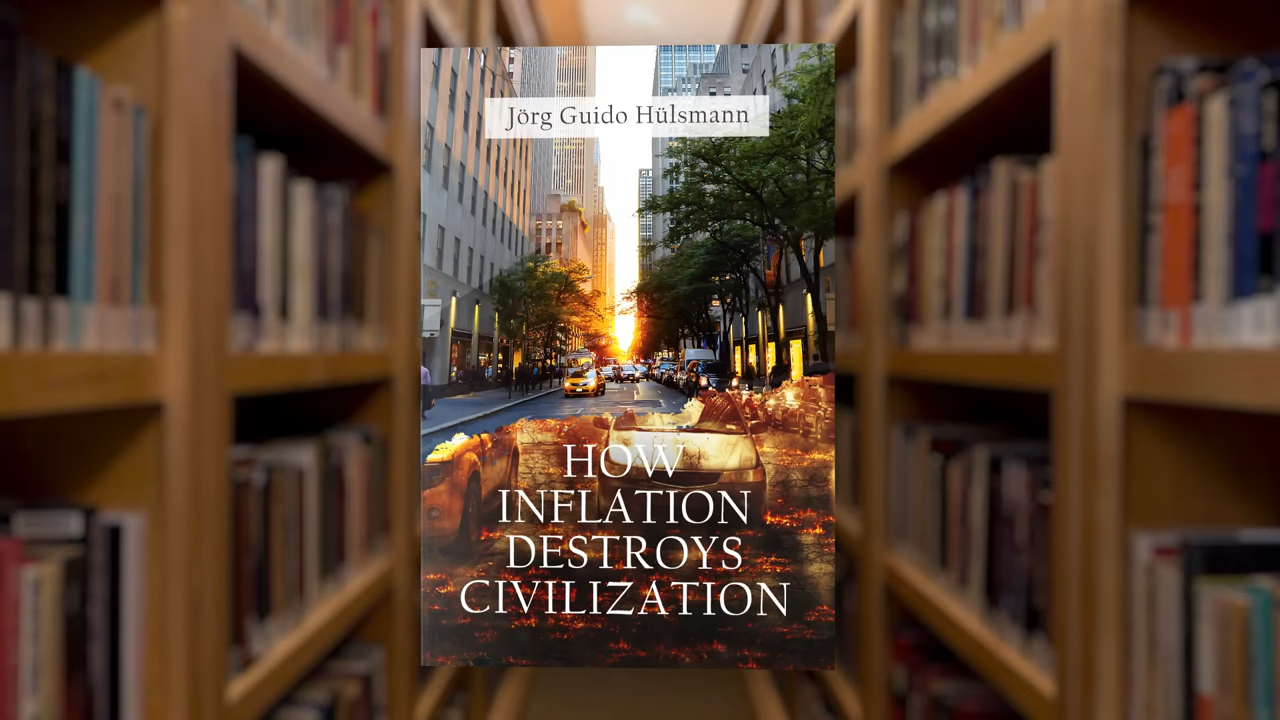 Jörg Guido Hülsmann
HOW
INFLATION
DESTROYS
CIVILIZATION